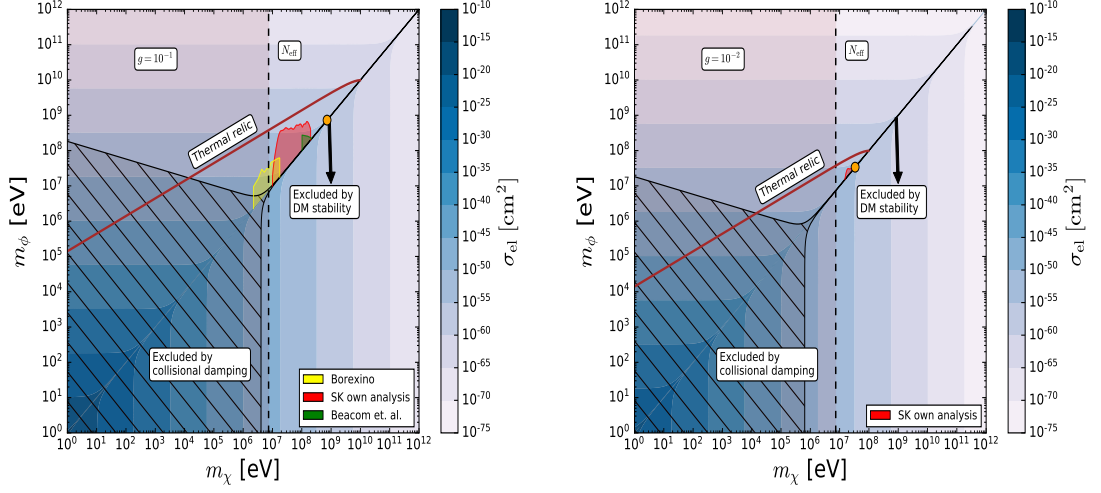 10^12
10^11
10^10
10^9
10^8
10^7
10^6
10^5
10^4
10^3
10^2
10^1
10^0
m_ϕ [eV]
g = 10^-1
N_eff
Thermal relic
Excluded by
DM stability
Excluded by
collisional damping
Borexino
SK own analysis
Beacom et. al.
10^0 10^1 10^2 10^3 10^4 10^5 10^6 10^7 10^8 10^9 10^10 10^11 10^12
m_χ [eV]
10^-10
10^-15
10^-20
10^-25
10^-30
10^-35
10^-40
10^-45
10^-50
10^-55
10^-60
10^-65
10^-70
10^-75
σ_el [cm^2]
10^12
10^11
10^10
10^9
10^8
10^7
10^6
10^5
10^4
10^3
10^2
10^1
10^0
m_ϕ [eV]
g = 10^-2
N_eff
Thermal relic
Excluded by
DM stability
Excluded by
collisional damping
SK own analysis
10^0 10^1 10^2 10^3 10^4 10^5 10^6 10^7 10^8 10^9 10^10 10^11 10^12
m_χ [eV]
10^-10
10^-15
10^-20
10^-25
10^-30
10^-35
10^-40
10^-45
10^-50
10^-55
10^-60
10^-65
10^-70
10^-75
σ_el [cm^2]